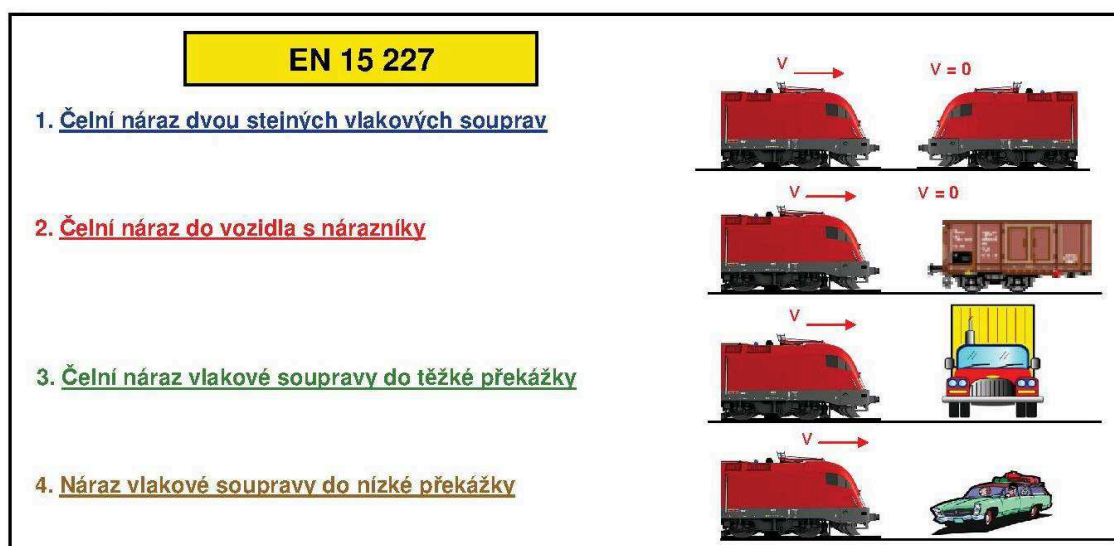 EN 15 227
V
V = 0
1. Čelní náraz dvou stejných vlakových souprav
V
V = 0
2. Čelní náraz do vozidla s nárazníky
V
3. Čelní náraz vlakové soupravy do těžké překážky
V
4. Náraz vlakové soupravy do nízké překážky